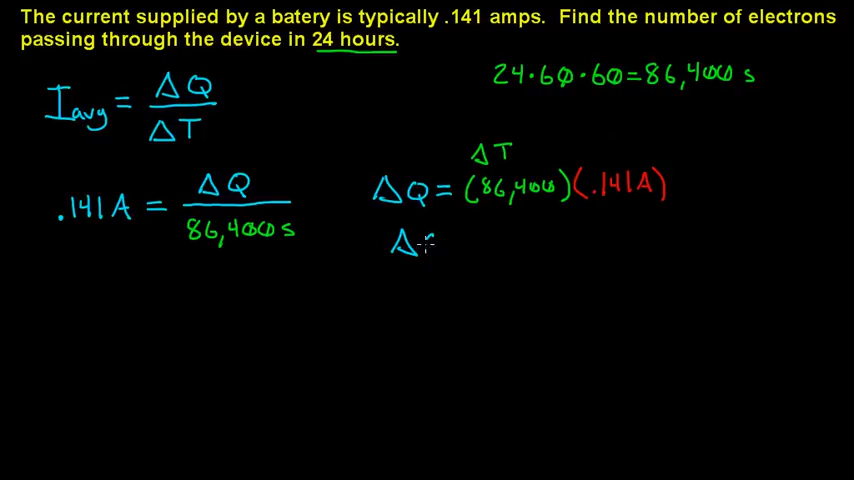 The current supplied by a batery is typically .141 amps. Find the number of electrons
passing through the device in 24 hours.
24·60·60=86,400 s
Iavg = ΔQ / ΔT
ΔT
.141A = ΔQ / 86,400 s
ΔQ = (86,400)(.141A)
Δ